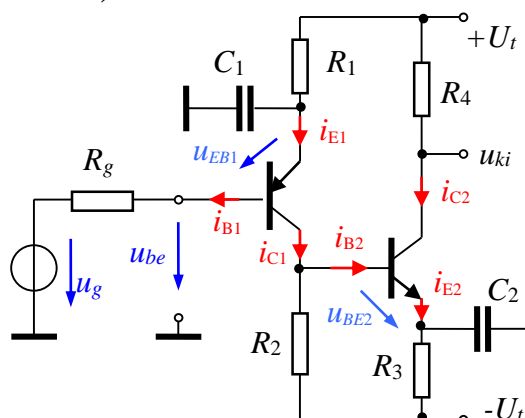 +U_t
C_1
R_1
R_4
i_E1
u_EB1
u_ki
R_g
i_C2
i_B1
i_C1
i_B2
u_be
u_g
i_E2
C_2
u_BE2
R_2
R_3
-U_t